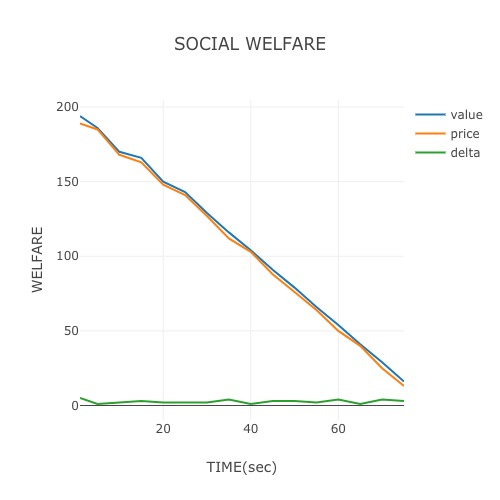 SOCIAL WELFARE
value
price
delta
WELFARE
200
150
100
50
0
20 40 60
TIME(sec)